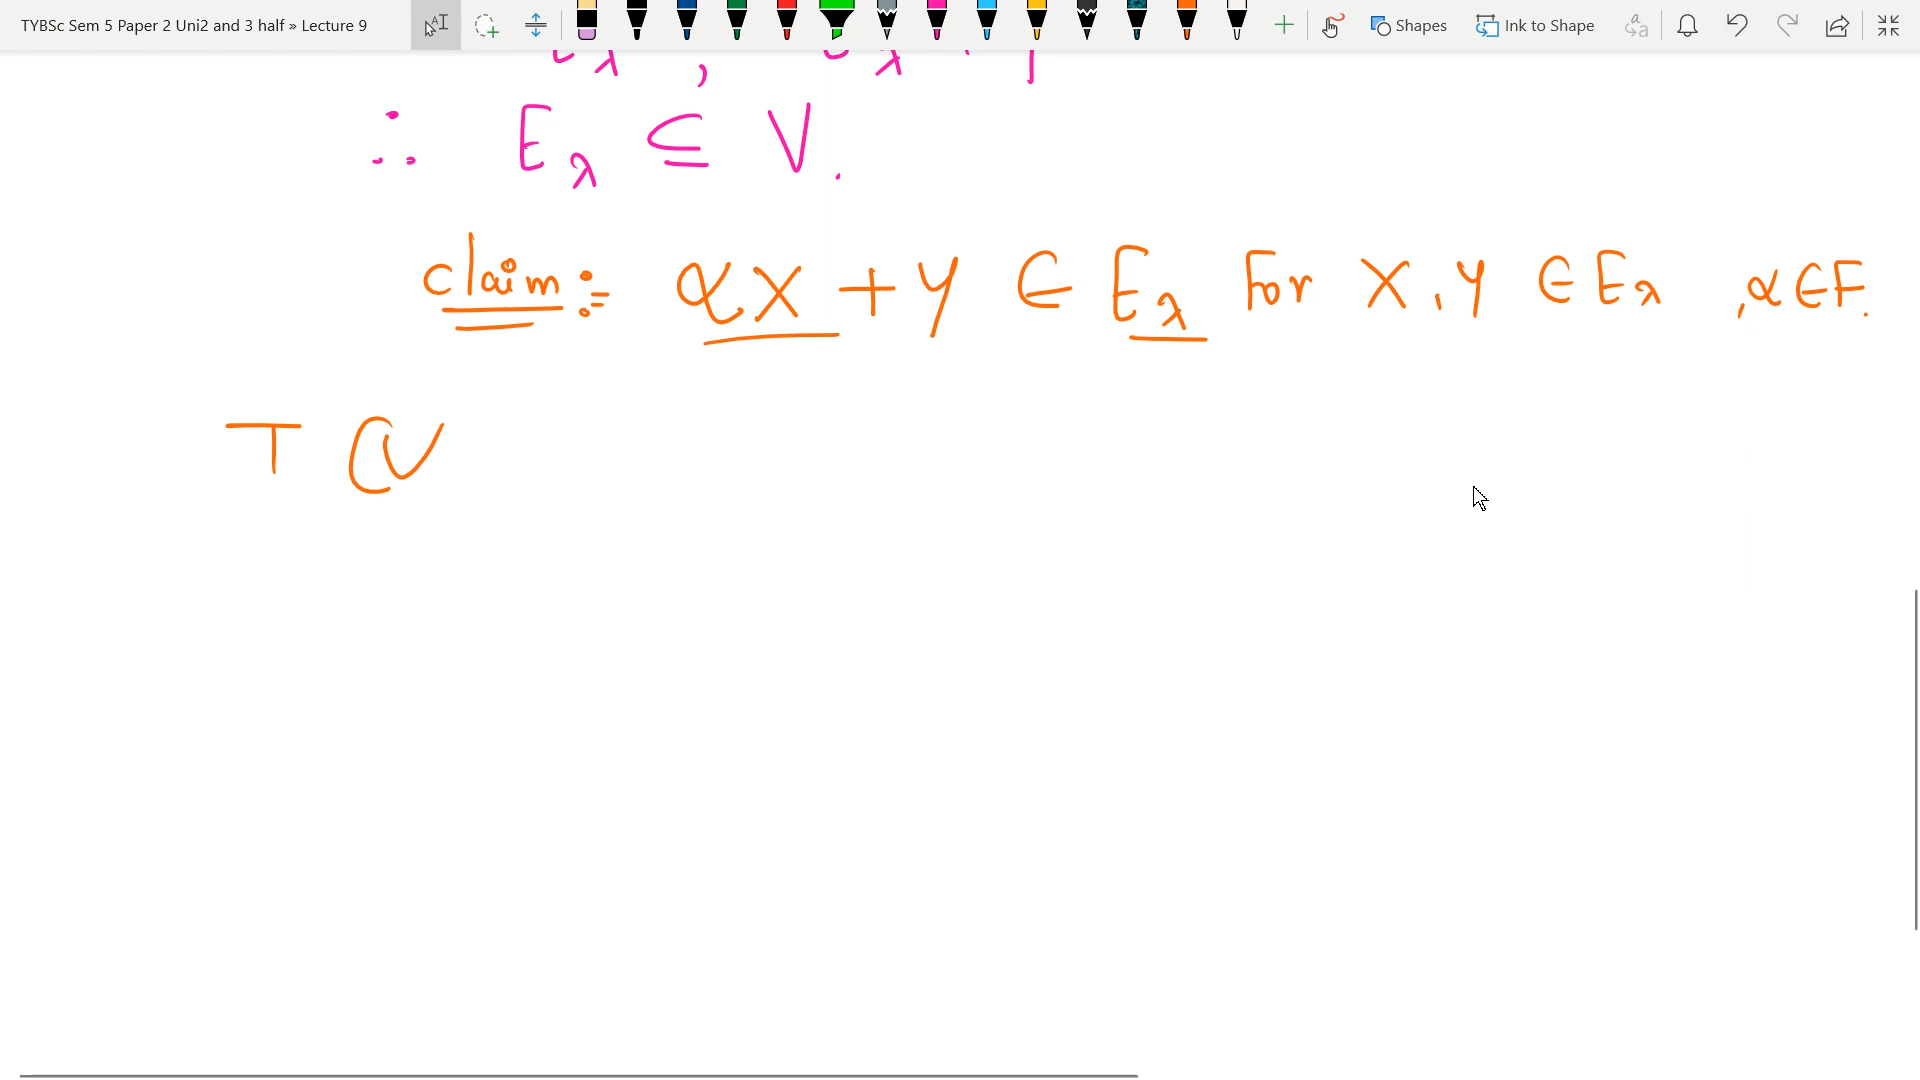 TYBSc Sem 5 Paper 2 Uni2 and 3 half » Lecture 9 Shapes Ink to Shape
∴ Eλ ⊆ V.
claim:= αX + Y ∈ Eλ For X, Y ∈ Eλ , α ∈ F.
T (